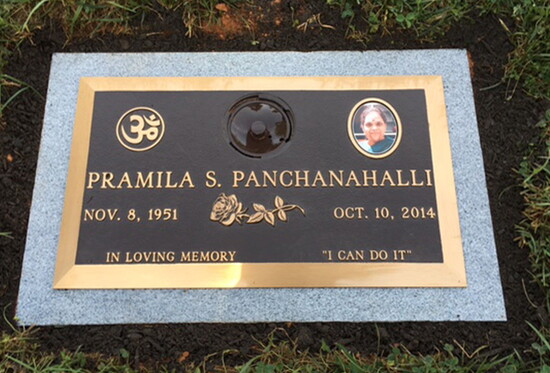 ॐ
PRAMILA S. PANCHANAHALLI
NOV. 8, 1951 OCT. 10, 2014
IN LOVING MEMORY "I CAN DO IT"